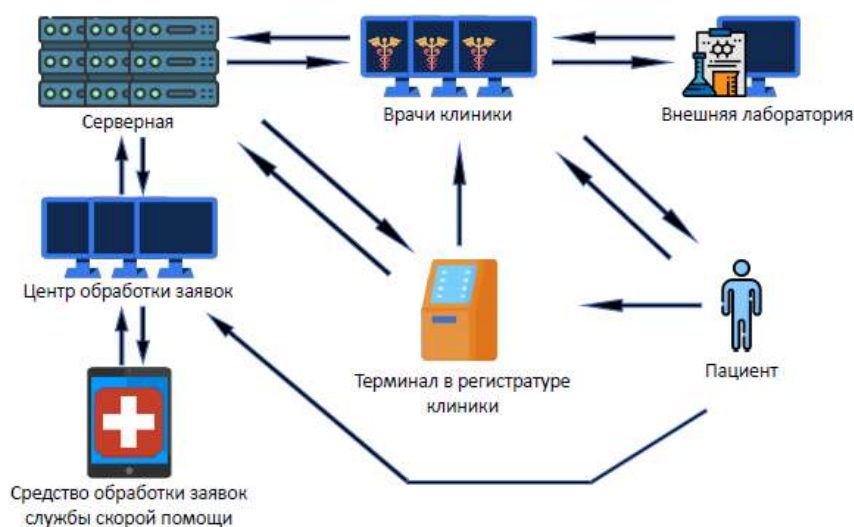 Серверная
Врачи клиники
Внешняя лаборатория
Центр обработки заявок
Терминал в регистратуре
клиники
Пациент
Средство обработки заявок
службы скорой помощи